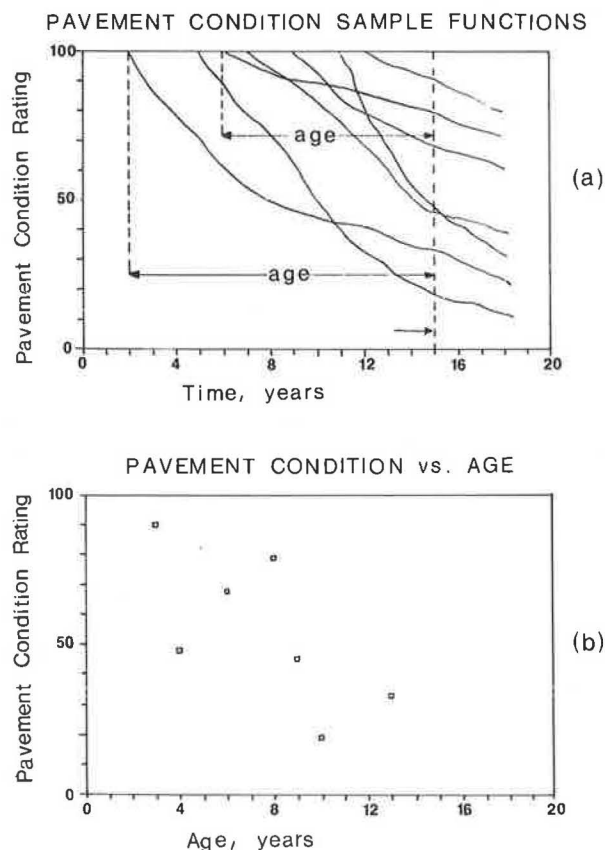 PAVEMENT CONDITION SAMPLE FUNCTIONS
100
50
0
Pavement Condition Rating
age
age
(a)
0 4 8 12 16 20
Time, years
PAVEMENT CONDITION vs. AGE
100
50
0
Pavement Condition Rating
(b)
0 4 8 12 16 20
Age, years